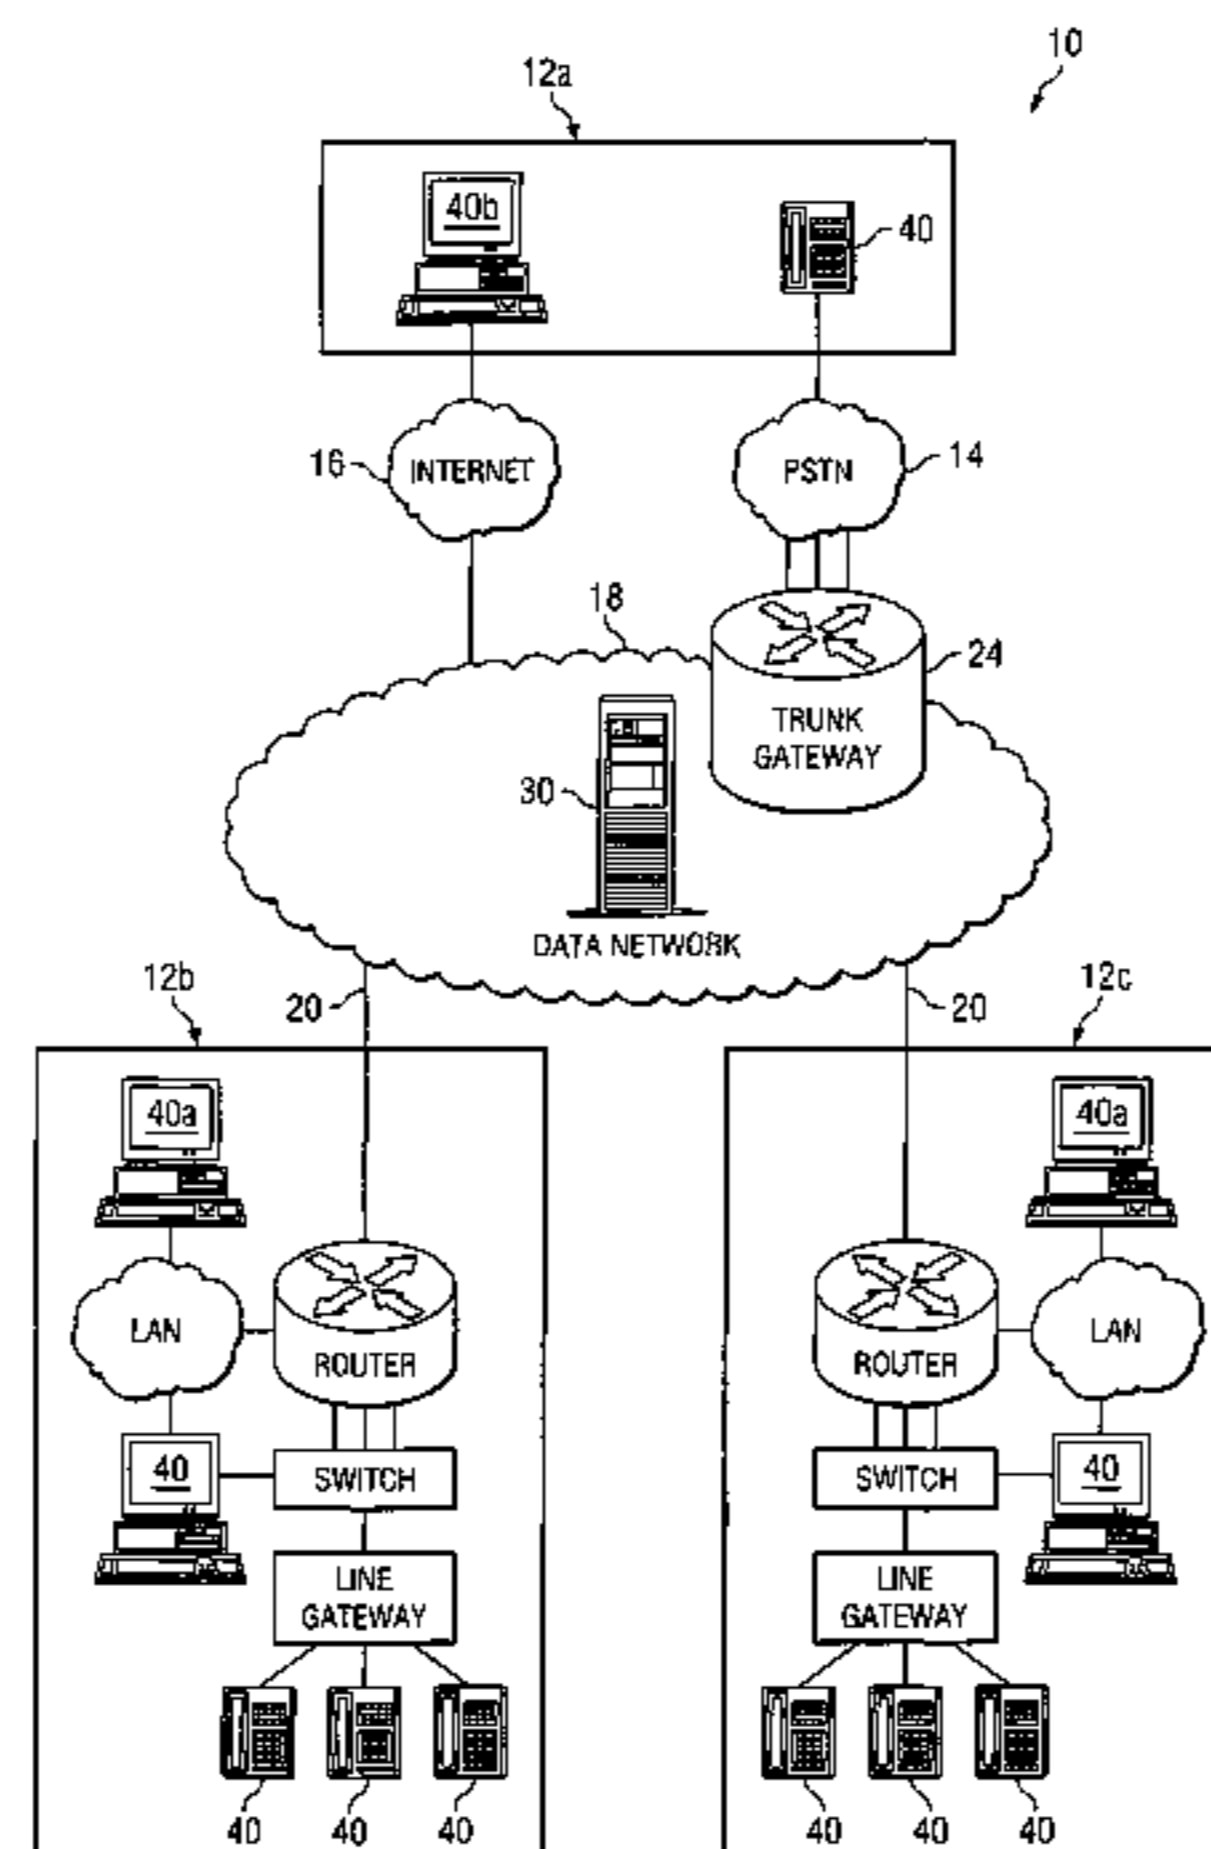 10
12a
40b
40
16
INTERNET
PSTN
14
18
24
TRUNK
GATEWAY
30
DATA NETWORK
12b
20
20
12c
40a
40a
LAN
ROUTER
ROUTER
LAN
40
SWITCH
SWITCH
40
LINE
GATEWAY
LINE
GATEWAY
40
40
40
40
40
40